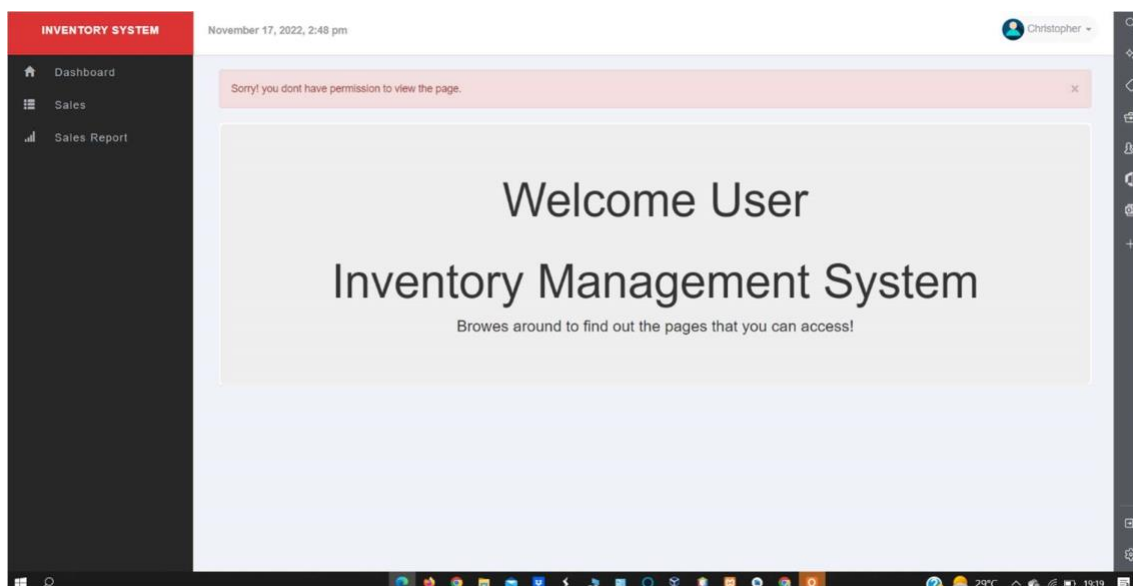 INVENTORY SYSTEM
November 17, 2022, 2:48 pm
Christopher
Dashboard
Sales
Sales Report
Sorry! you dont have permission to view the page.
×
Welcome User
Inventory Management System
Browes around to find out the pages that you can access!
29°C
19:19